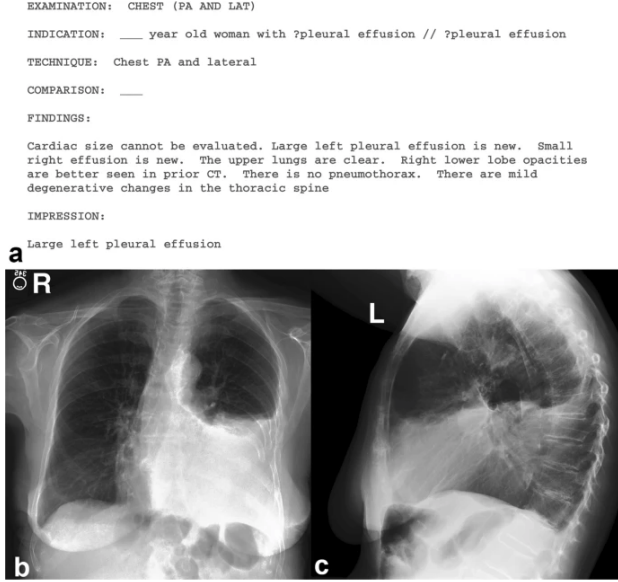 EXAMINATION: CHEST (PA AND LAT)
INDICATION: ___ year old woman with ?pleural effusion // ?pleural effusion
TECHNIQUE: Chest PA and lateral
COMPARISON: ___
FINDINGS:
Cardiac size cannot be evaluated. Large left pleural effusion is new. Small
right effusion is new. The upper lungs are clear. Right lower lobe opacities
are better seen in prior CT. There is no pneumothorax. There are mild
degenerative changes in the thoracic spine
IMPRESSION:
Large left pleural effusion
a
R
L
b
c